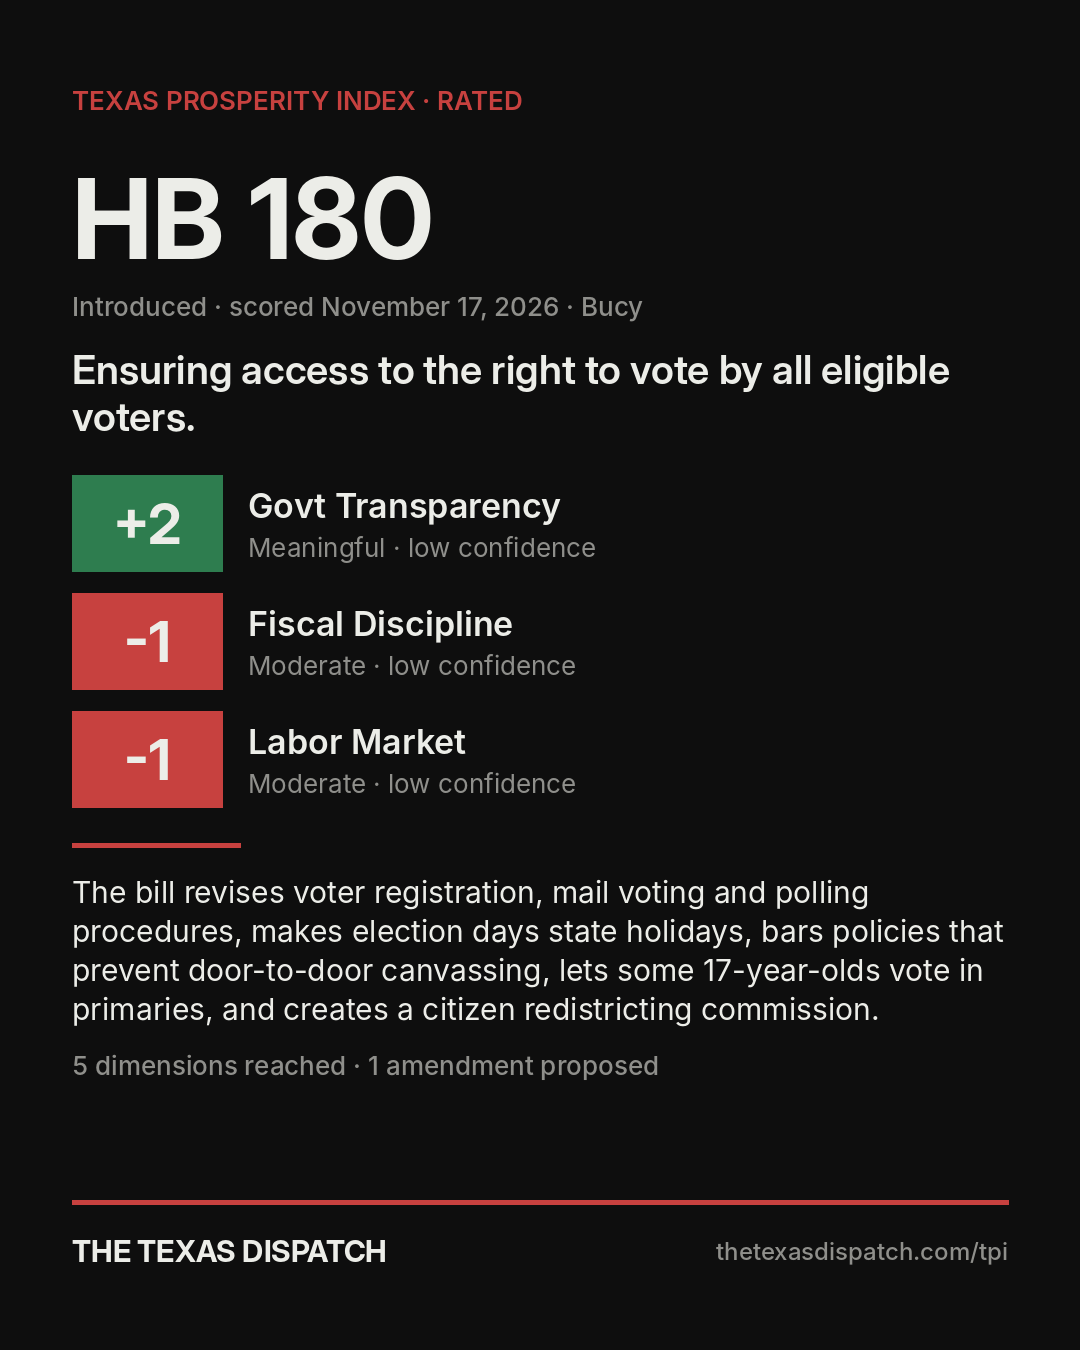 TEXAS PROSPERITY INDEX · RATED
HB 180
Introduced · scored November 17, 2026 · Bucy
Ensuring access to the right to vote by all eligible
voters.
+2
Govt Transparency
Meaningful · low confidence
-1
Fiscal Discipline
Moderate · low confidence
-1
Labor Market
Moderate · low confidence
The bill revises voter registration, mail voting and polling
procedures, makes election days state holidays, bars policies that
prevent door-to-door canvassing, lets some 17-year-olds vote in
primaries, and creates a citizen redistricting commission.
5 dimensions reached · 1 amendment proposed
THE TEXAS DISPATCH
thetexasdispatch.com/tpi